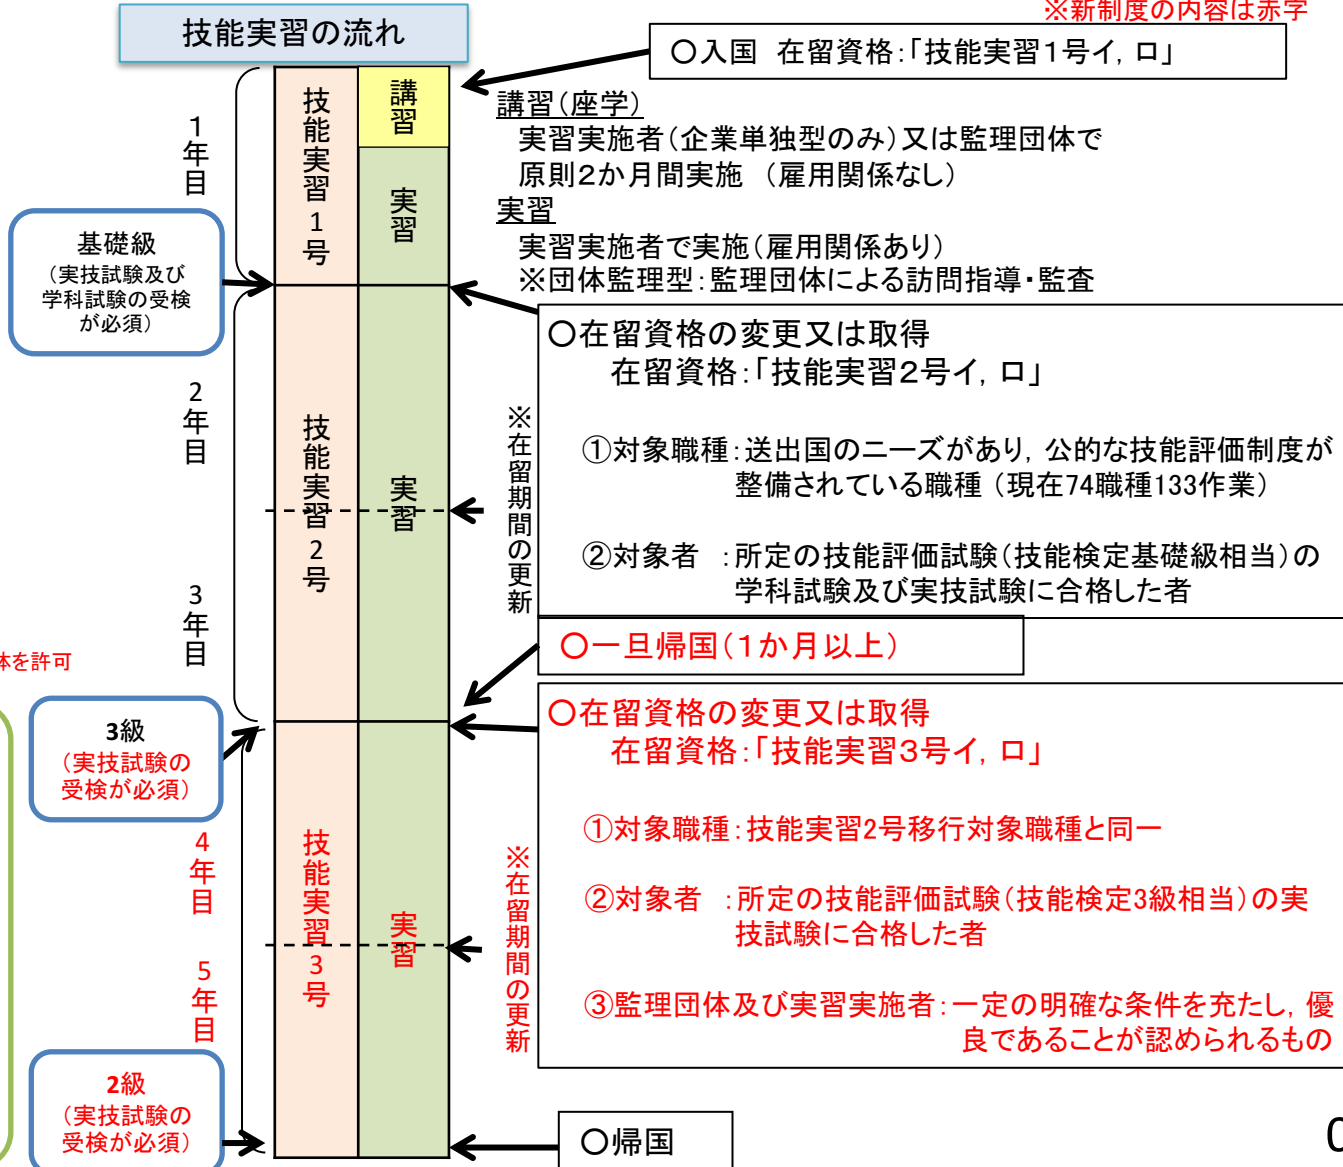 ※新制度の内容は赤字
技能実習の流れ
〇入国 在留資格:「技能実習1号イ, ロ」
1年目
技能実習1号
講習
実習
講習(座学)
実習実施者(企業単独型のみ)又は監理団体で
原則2か月間実施 (雇用関係なし)
実習
実習実施者で実施(雇用関係あり)
※団体監理型:監理団体による訪問指導・監査
基礎級
(実技試験及び
学科試験の受検
が必須)
〇在留資格の変更又は取得
在留資格:「技能実習2号イ, ロ」
①対象職種:送出国のニーズがあり, 公的な技能評価制度が
整備されている職種 (現在74職種133作業)
②対象者 :所定の技能評価試験(技能検定基礎級相当)の
学科試験及び実技試験に合格した者
2年目
3年目
技能実習2号
実習
※在留期間の更新
〇一旦帰国(1か月以上)
体を許可
3級
(実技試験の
受検が必須)
〇在留資格の変更又は取得
在留資格:「技能実習3号イ, ロ」
①対象職種:技能実習2号移行対象職種と同一
②対象者 :所定の技能評価試験(技能検定3級相当)の実
技試験に合格した者
③監理団体及び実習実施者:一定の明確な条件を充たし, 優
良であることが認められるもの
4年目
5年目
技能実習3号
実習
※在留期間の更新
2級
(実技試験の
受検が必須)
〇帰国